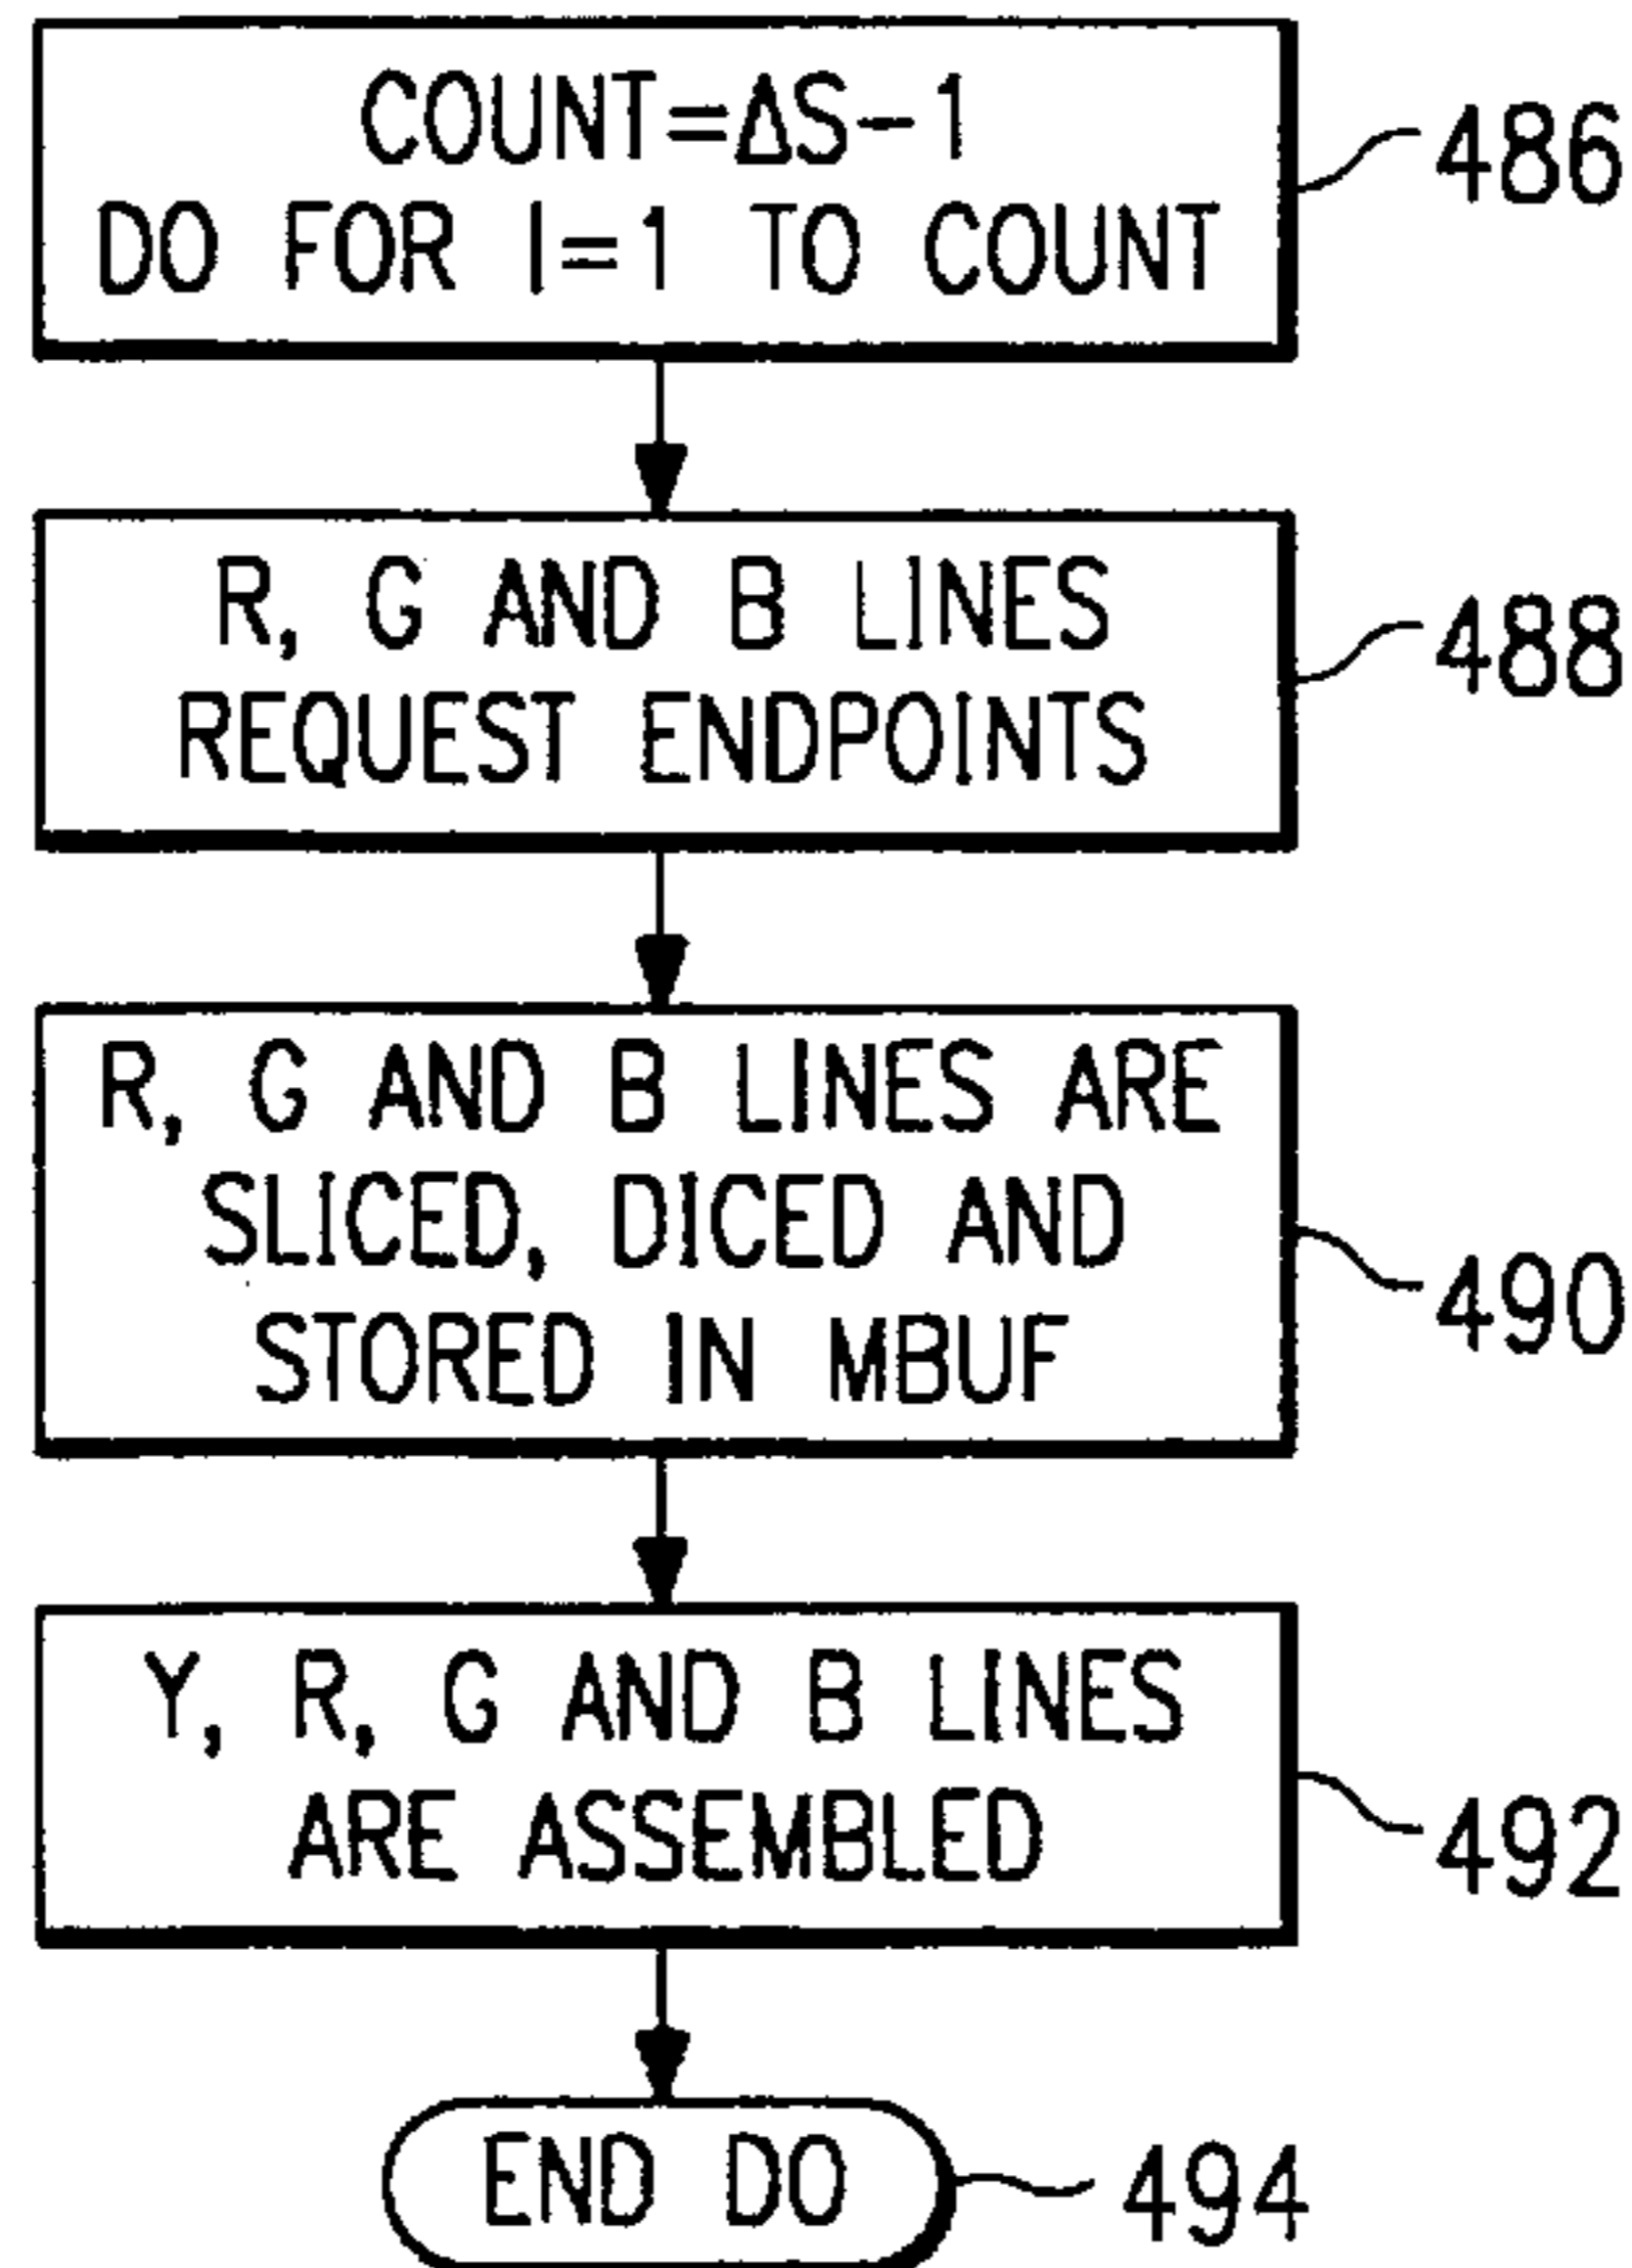 COUNT=ΔS-1
DO FOR I=1 TO COUNT
486
R, G AND B LINES
REQUEST ENDPOINTS
488
R, G AND B LINES ARE
SLICED, DICED AND
STORED IN MBUF
490
Y, R, G AND B LINES
ARE ASSEMBLED
492
END DO
494